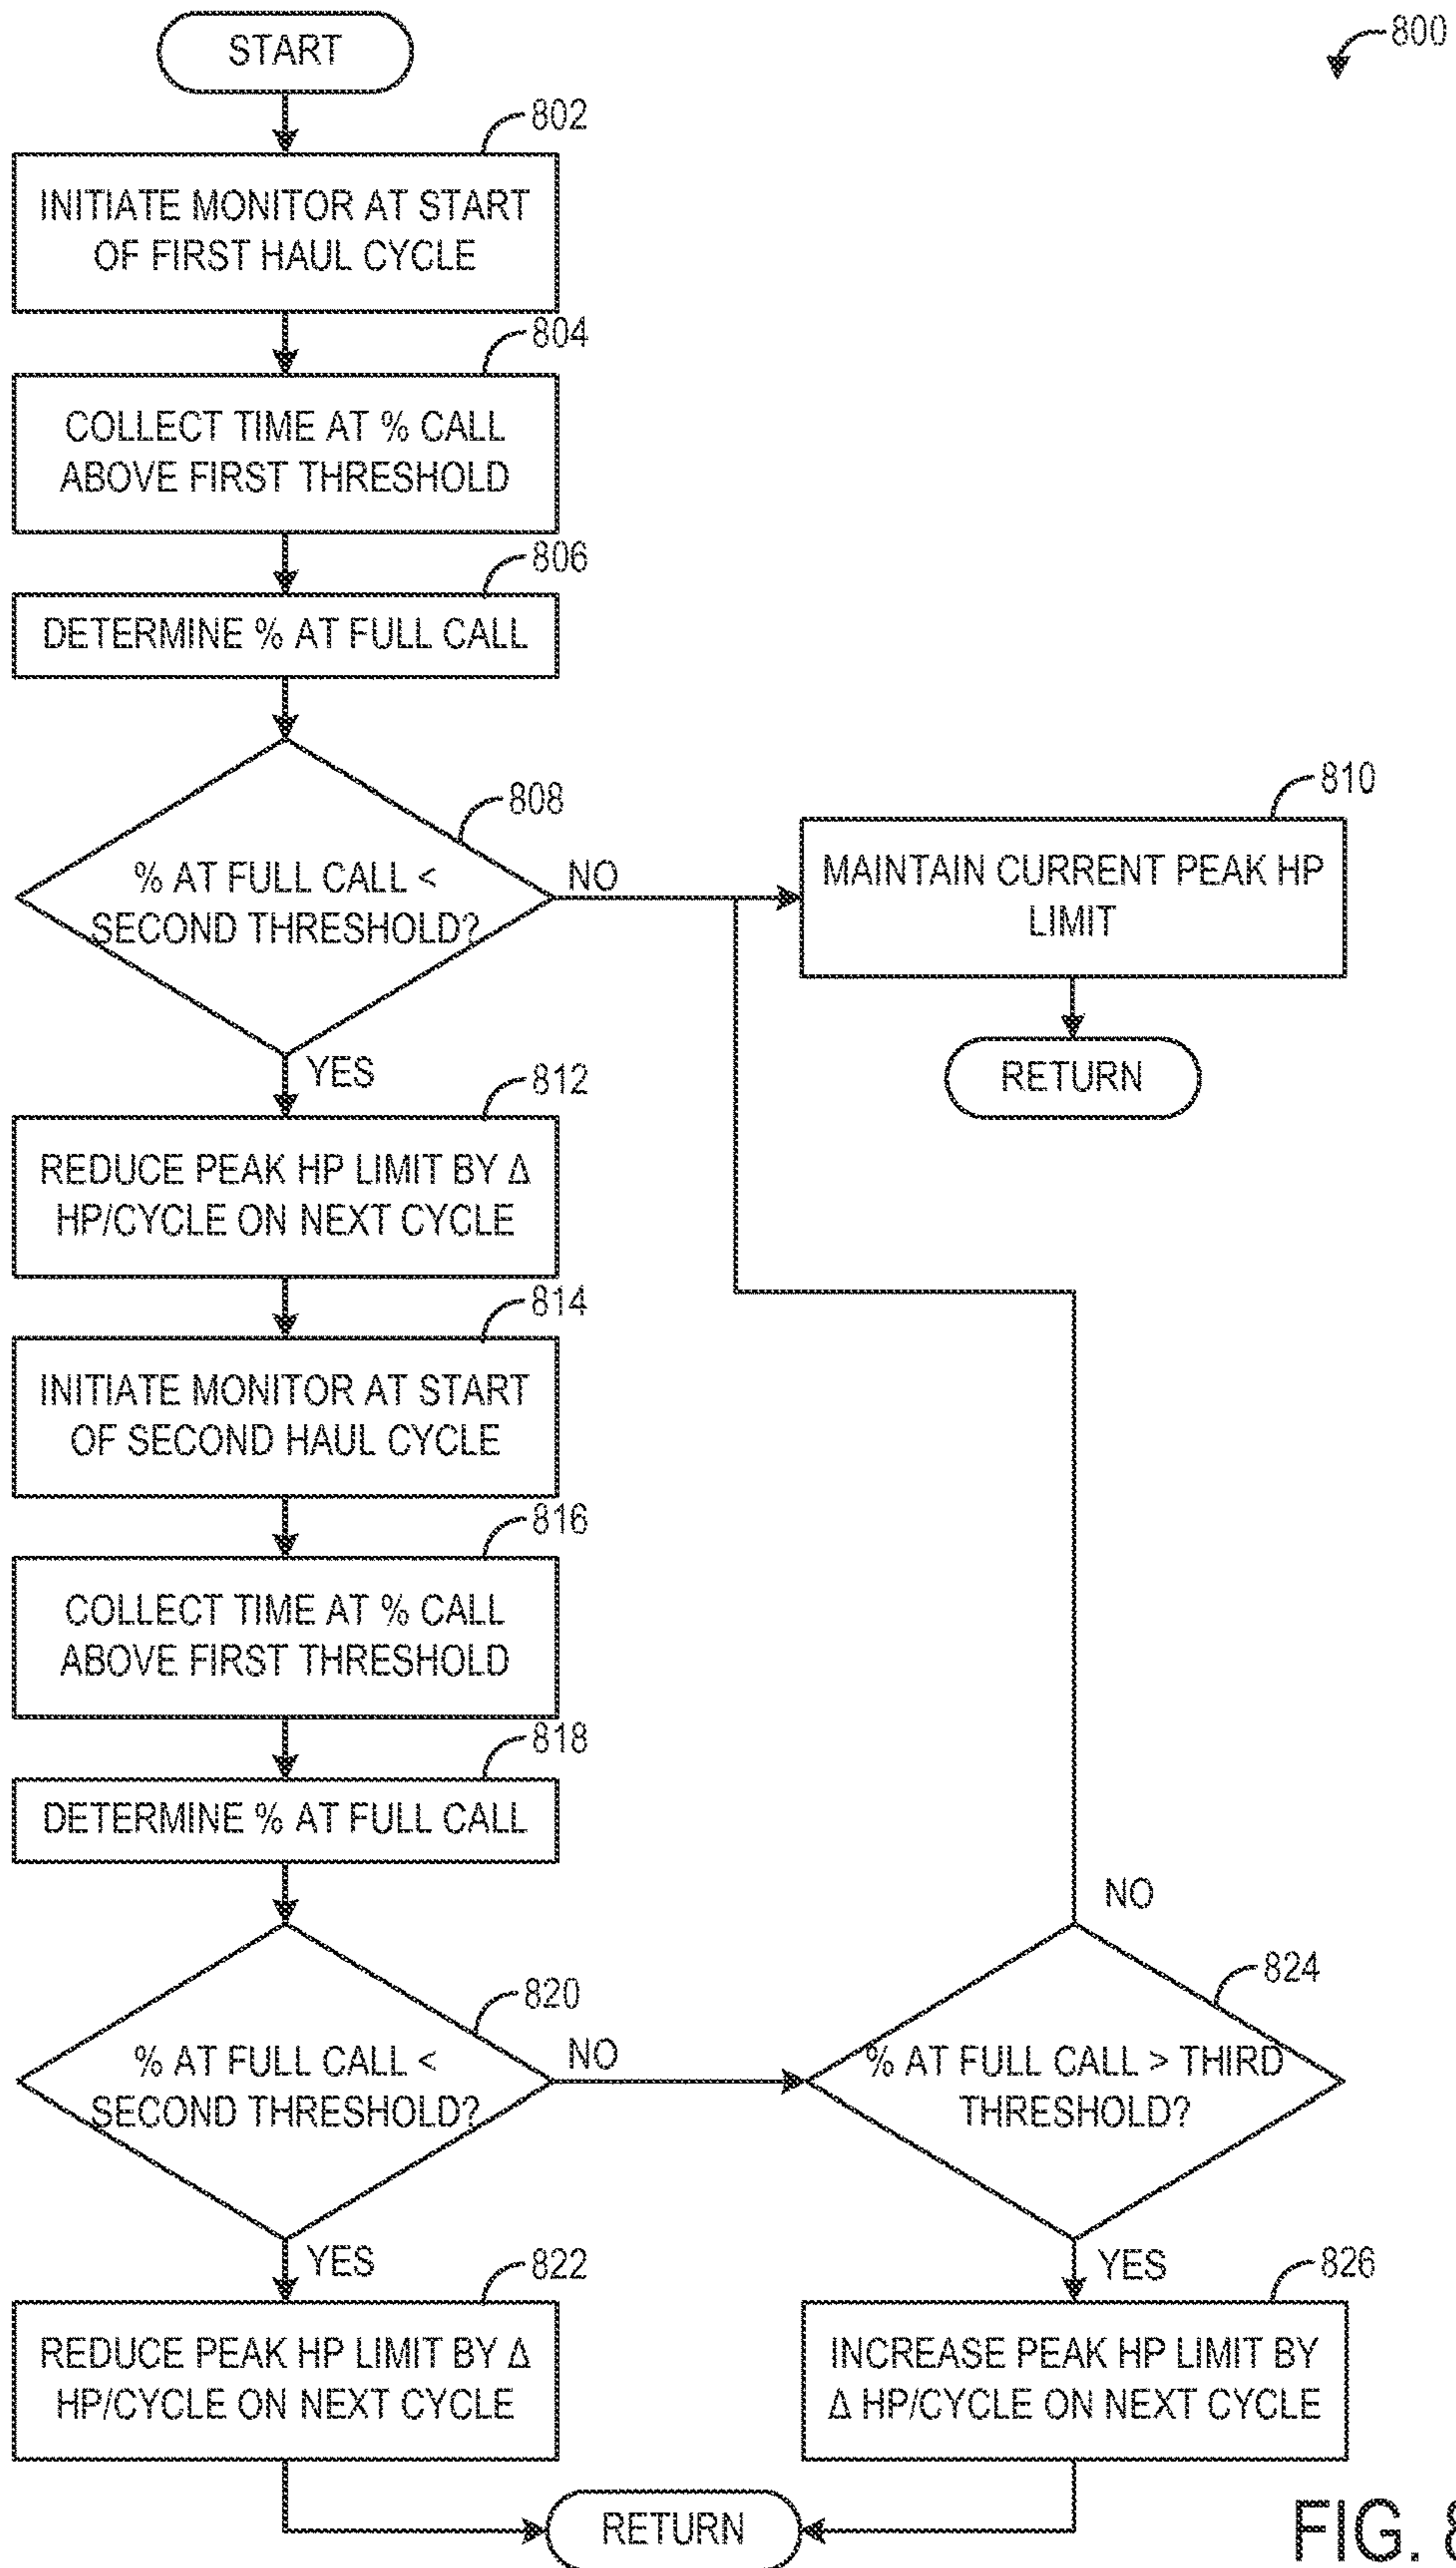 START
800
802
INITIATE MONITOR AT START
OF FIRST HAUL CYCLE
804
COLLECT TIME AT % CALL
ABOVE FIRST THRESHOLD
806
DETERMINE % AT FULL CALL
808
% AT FULL CALL <
SECOND THRESHOLD?
NO
810
MAINTAIN CURRENT PEAK HP
LIMIT
RETURN
YES
812
REDUCE PEAK HP LIMIT BY Δ
HP/CYCLE ON NEXT CYCLE
814
INITIATE MONITOR AT START
OF SECOND HAUL CYCLE
816
COLLECT TIME AT % CALL
ABOVE FIRST THRESHOLD
818
DETERMINE % AT FULL CALL
820
% AT FULL CALL <
SECOND THRESHOLD?
NO
NO
824
% AT FULL CALL > THIRD
THRESHOLD?
YES
822
REDUCE PEAK HP LIMIT BY Δ
HP/CYCLE ON NEXT CYCLE
YES
826
INCREASE PEAK HP LIMIT BY
Δ HP/CYCLE ON NEXT CYCLE
RETURN
FIG. 8